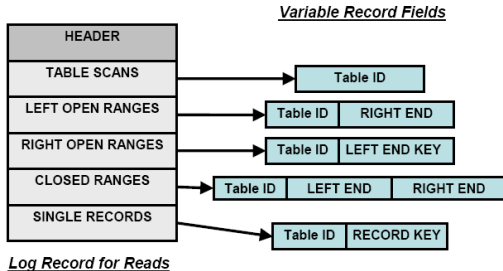 Variable Record Fields
HEADER
TABLE SCANS
Table ID
LEFT OPEN RANGES
Table ID RIGHT END
RIGHT OPEN RANGES
Table ID LEFT END KEY
CLOSED RANGES
Table ID LEFT END RIGHT END
SINGLE RECORDS
Table ID RECORD KEY
Log Record for Reads